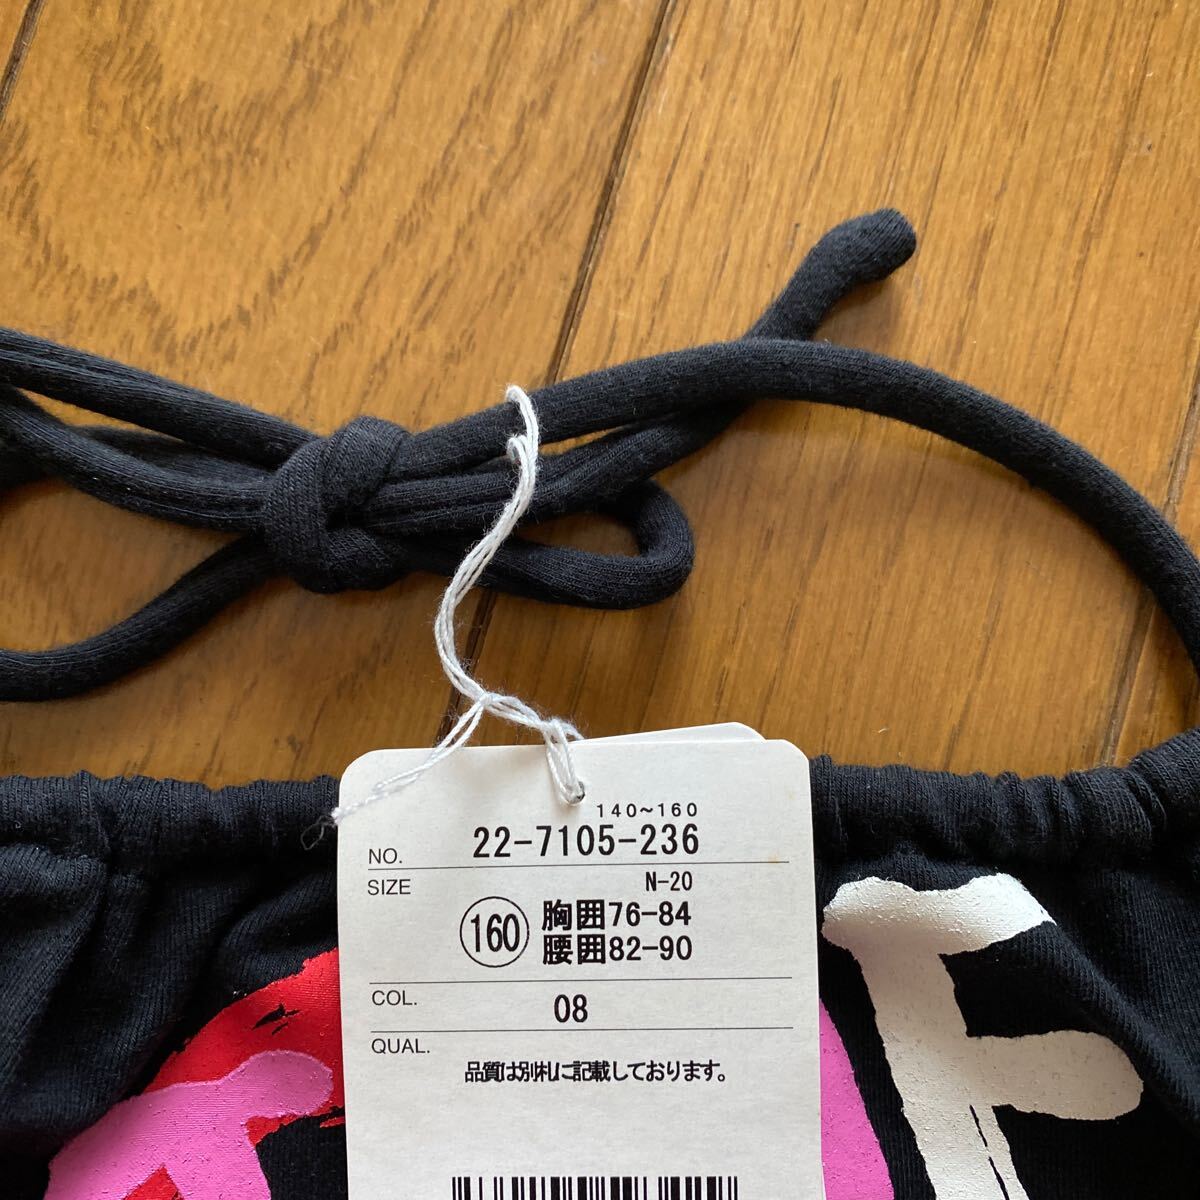 140~160
NO. 22-7105-236
SIZE N-20
160 胸囲76-84
腰囲82-90
COL. 08
QUAL.
品質は別札に記載しております。